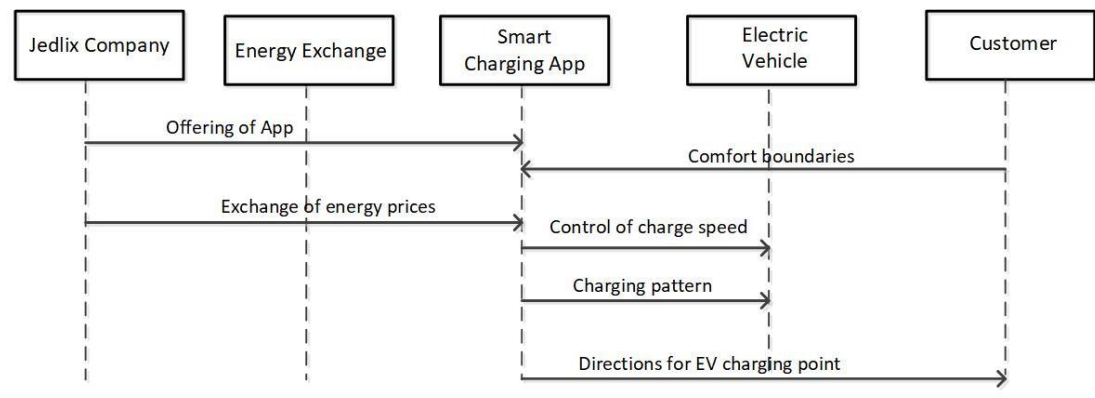 Jedlix Company
Energy Exchange
Smart
Charging App
Electric
Vehicle
Customer
Offering of App
Comfort boundaries
Exchange of energy prices
Control of charge speed
Charging pattern
Directions for EV charging point